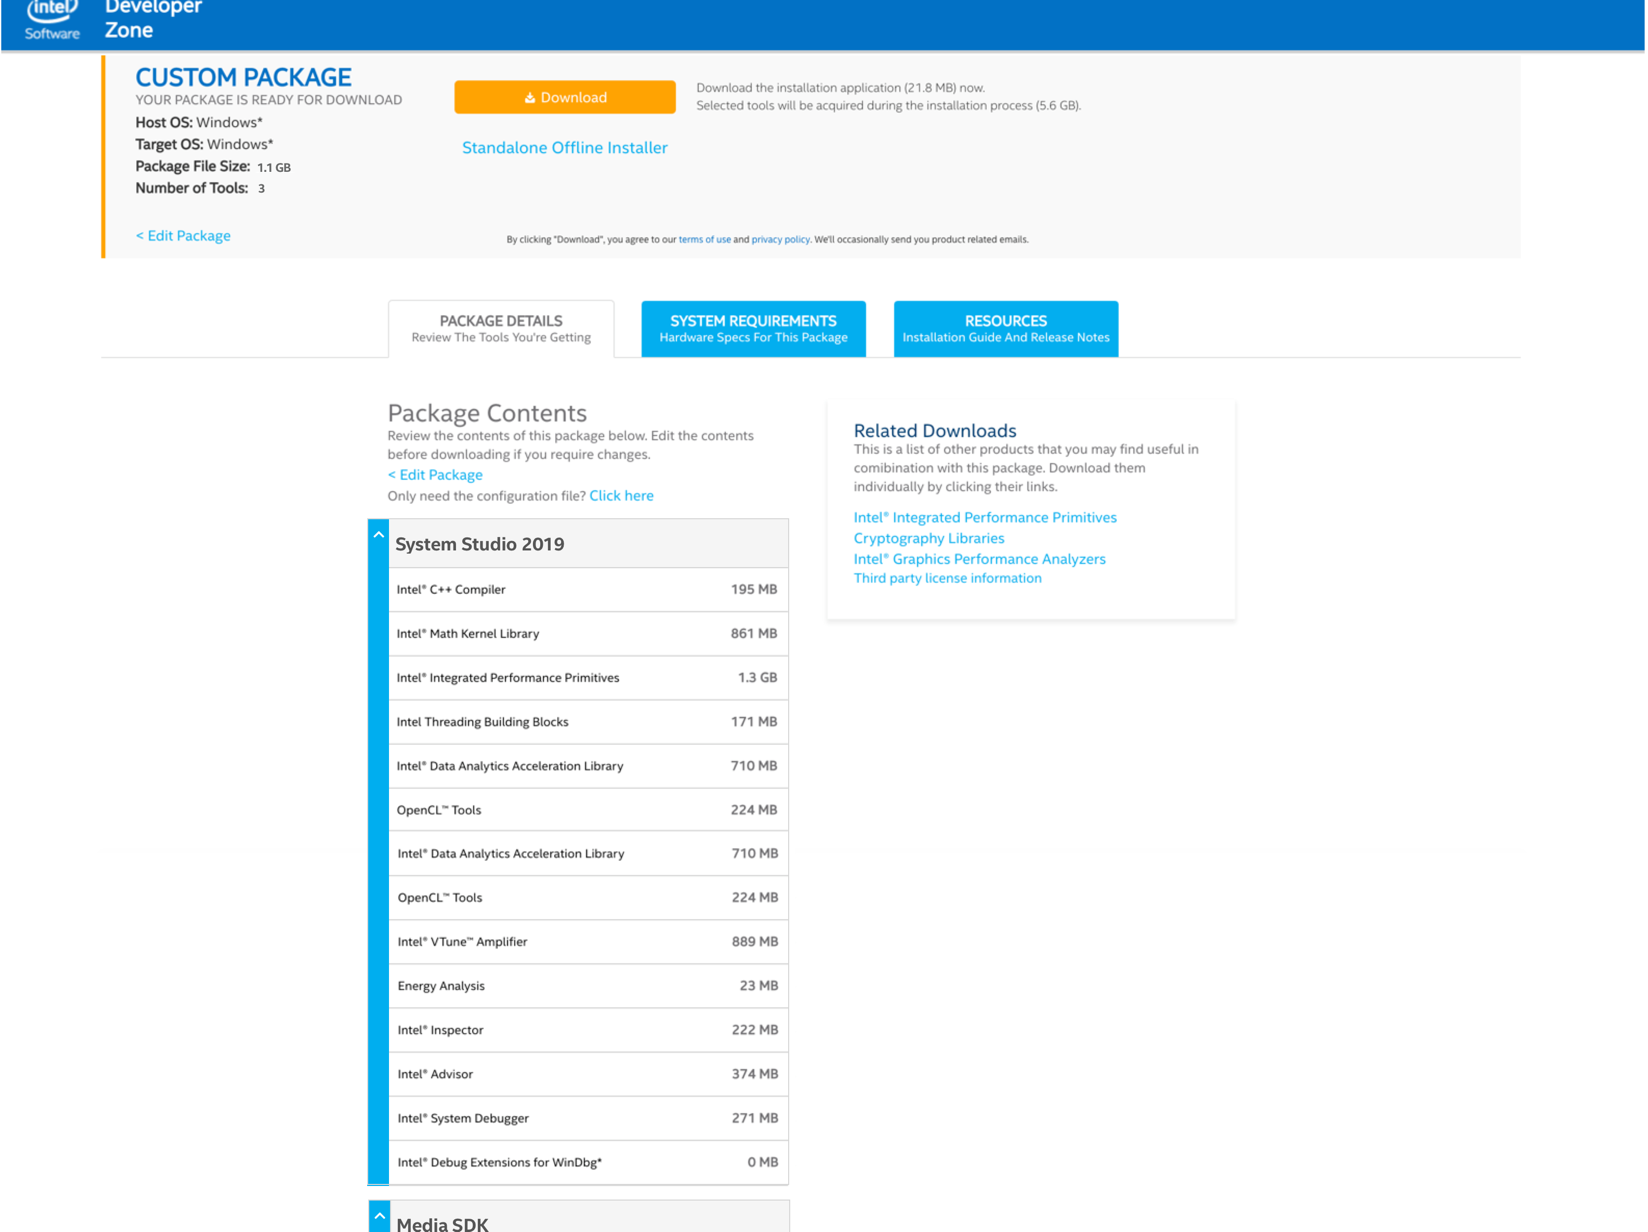 intel
Software
Developer
Zone
CUSTOM PACKAGE
YOUR PACKAGE IS READY FOR DOWNLOAD
Host OS: Windows*
Target OS: Windows*
Package File Size: 1.1 GB
Number of Tools: 3
< Edit Package
Download
Standalone Offline Installer
Download the installation application (21.8 MB) now.
Selected tools will be acquired during the installation process (5.6 GB).
By clicking "Download", you agree to our terms of use and privacy policy. We'll occasionally send you product related emails.
PACKAGE DETAILS
Review The Tools You're Getting
SYSTEM REQUIREMENTS
Hardware Specs For This Package
RESOURCES
Installation Guide And Release Notes
Package Contents
Review the contents of this package below. Edit the contents
before downloading if you require changes.
< Edit Package
Only need the configuration file? Click here
System Studio 2019
Intel® C++ Compiler 195 MB
Intel® Math Kernel Library 861 MB
Intel® Integrated Performance Primitives 1.3 GB
Intel Threading Building Blocks 171 MB
Intel® Data Analytics Acceleration Library 710 MB
OpenCL™ Tools 224 MB
Intel® Data Analytics Acceleration Library 710 MB
OpenCL™ Tools 224 MB
Intel® VTune™ Amplifier 889 MB
Energy Analysis 23 MB
Intel® Inspector 222 MB
Intel® Advisor 374 MB
Intel® System Debugger 271 MB
Intel® Debug Extensions for WinDbg* 0 MB
Media SDK
Related Downloads
This is a list of other products that you may find useful in
comibination with this package. Download them
individually by clicking their links.
Intel® Integrated Performance Primitives
Cryptography Libraries
Intel® Graphics Performance Analyzers
Third party license information